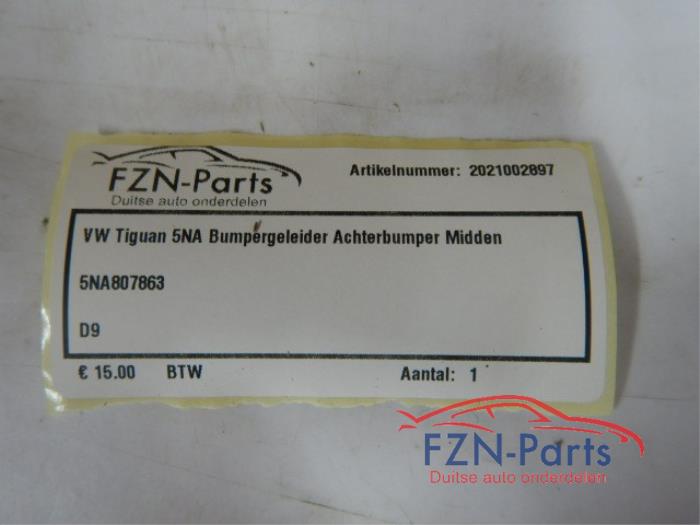 FZN-Parts
Duitse auto onderdelen
Artikelnummer: 2021002897
VW Tiguan 5NA Bumpergeleider Achterbumper Midden
5NA807863
D9
€ 15.00 BTW
Aantal: 1
FZN-Parts
Duitse auto onderdelen